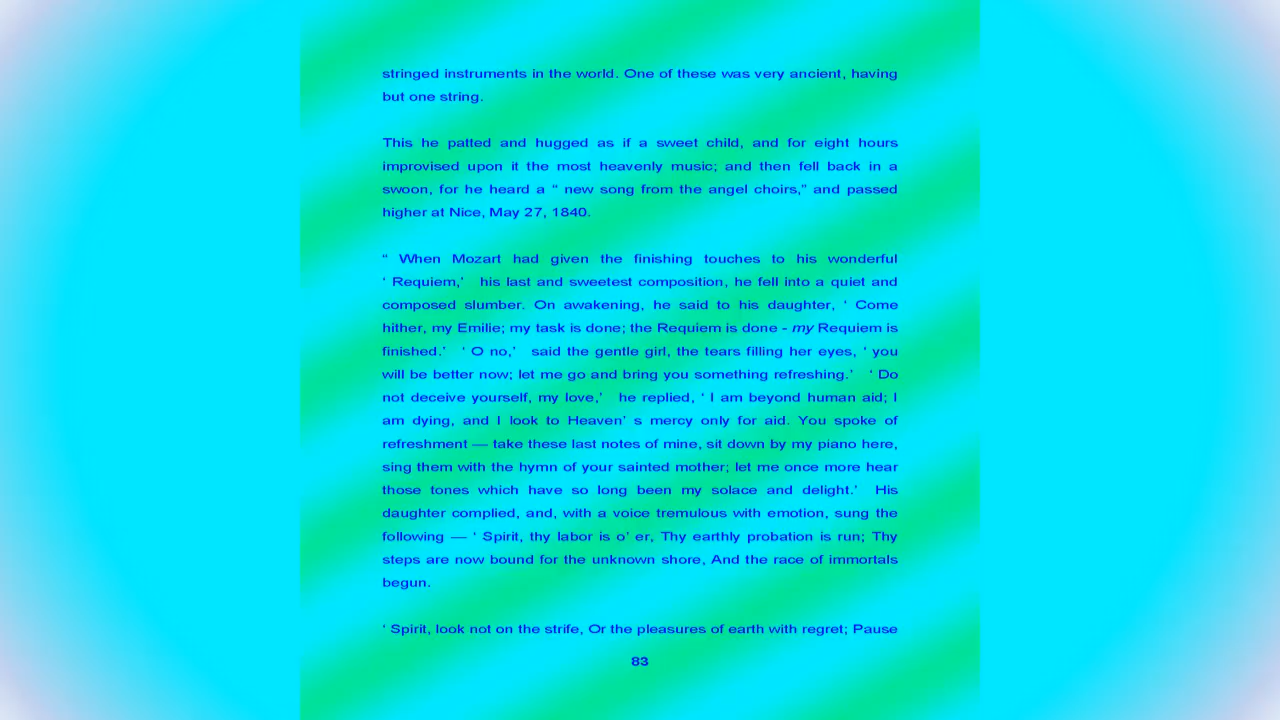 stringed instruments in the world. One of these was very ancient, having
but one string.
This he patted and hugged as if a sweet child, and for eight hours
improvised upon it the most heavenly music; and then fell back in a
swoon, for he heard a “ new song from the angel choirs,” and passed
higher at Nice, May 27, 1840.
“ When Mozart had given the finishing touches to his wonderful
‘ Requiem,’ his last and sweetest composition, he fell into a quiet and
composed slumber. On awakening, he said to his daughter, ‘ Come
hither, my Emilie; my task is done; the Requiem is done - my Requiem is
finished.’ ‘ O no,’ said the gentle girl, the tears filling her eyes, ‘ you
will be better now; let me go and bring you something refreshing.’ ‘ Do
not deceive yourself, my love,’ he replied, ‘ I am beyond human aid; I
am dying, and I look to Heaven’ s mercy only for aid. You spoke of
refreshment — take these last notes of mine, sit down by my piano here,
sing them with the hymn of your sainted mother; let me once more hear
those tones which have so long been my solace and delight.’ His
daughter complied, and, with a voice tremulous with emotion, sung the
following — ‘ Spirit, thy labor is o’ er, Thy earthly probation is run; Thy
steps are now bound for the unknown shore, And the race of immortals
begun.
‘ Spirit, look not on the strife, Or the pleasures of earth with regret; Pause
83